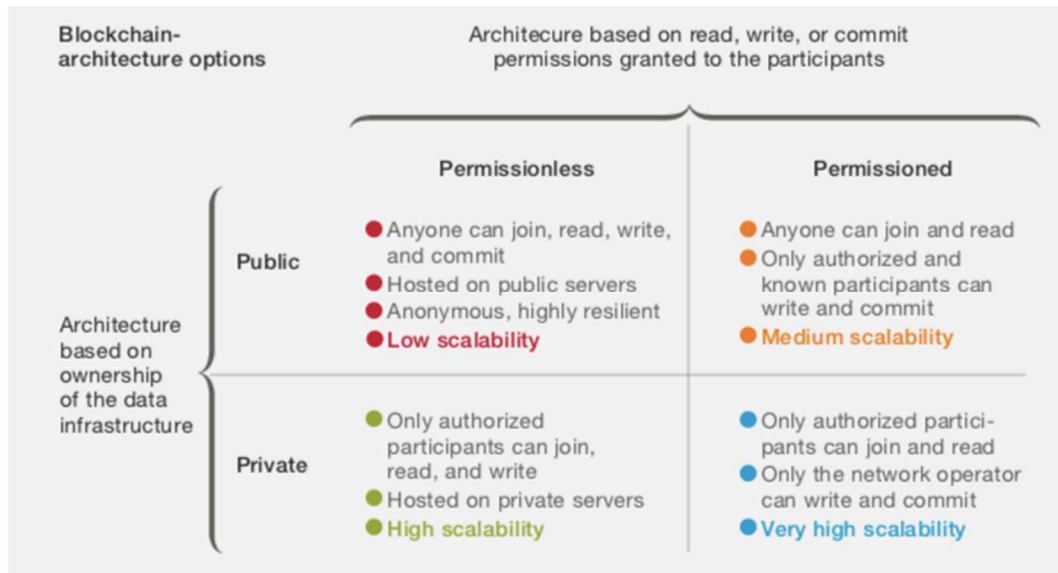 Blockchain-
architecture options
Architecure based on read, write, or commit
permissions granted to the participants
Permissionless
Permissioned
Architecture
based on
ownership
of the data
infrastructure
Public
Anyone can join, read, write,
and commit
Hosted on public servers
Anonymous, highly resilient
Low scalability
Anyone can join and read
Only authorized and
known participants can
write and commit
Medium scalability
Private
Only authorized
participants can join,
read, and write
Hosted on private servers
High scalability
Only authorized partici-
pants can join and read
Only the network operator
can write and commit
Very high scalability